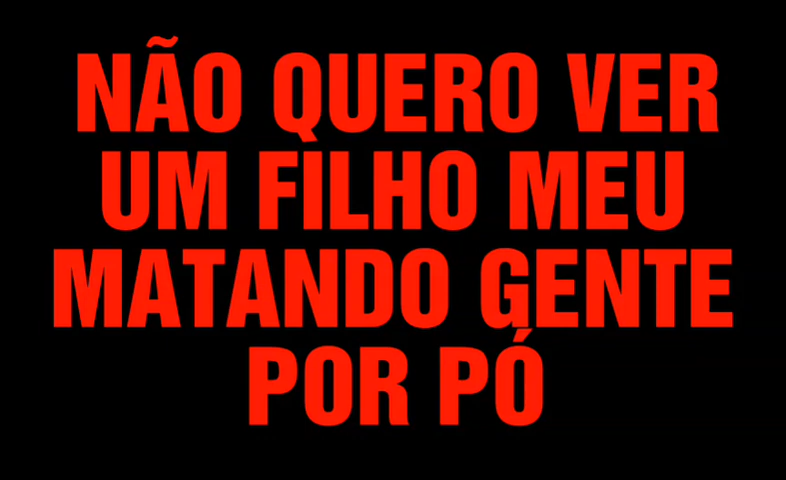 NÃO QUERO VER
UM FILHO MEU
MATANDO GENTE
POR PÓ